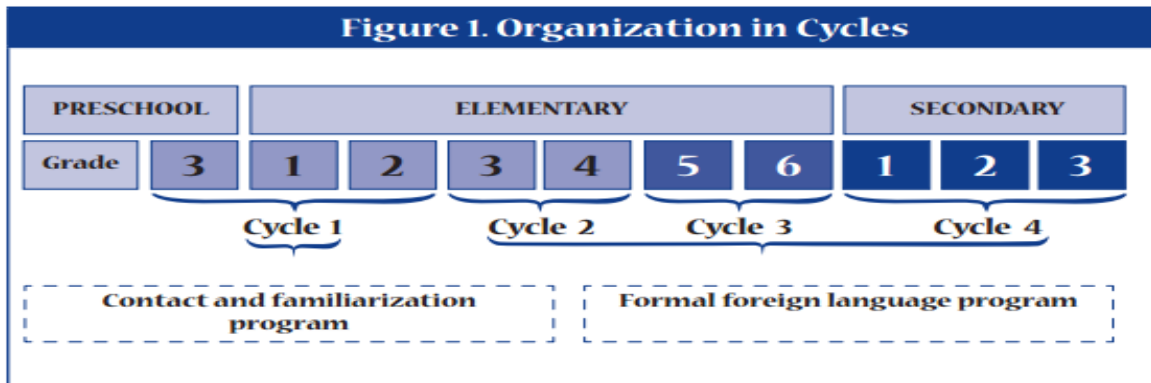 Figure 1. Organization in Cycles
PRESCHOOL ELEMENTARY SECONDARY
Grade 3 1 2 3 4 5 6 1 2 3
Cycle 1 Cycle 2 Cycle 3 Cycle 4
Contact and familiarization
program
Formal foreign language program